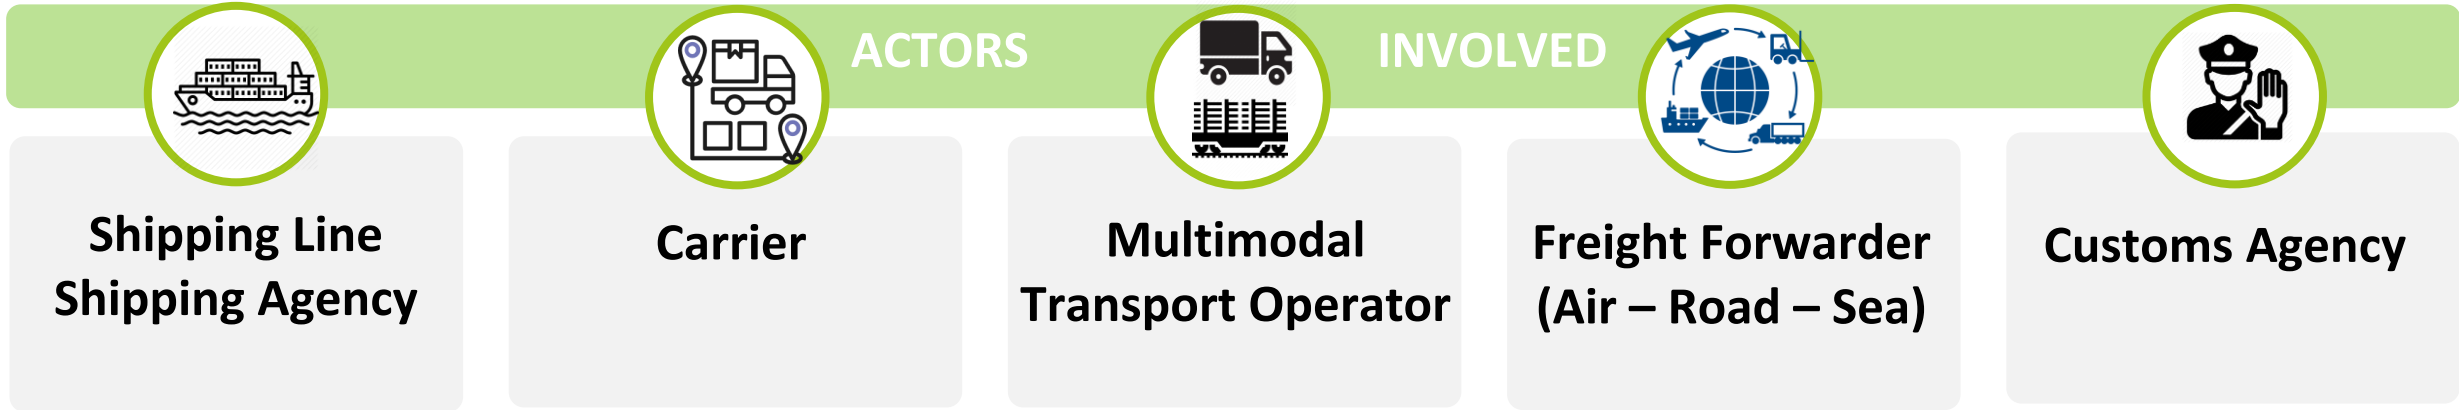 ACTORS INVOLVED
Shipping Line
Shipping Agency
Carrier
Multimodal
Transport Operator
Freight Forwarder
(Air – Road – Sea)
Customs Agency